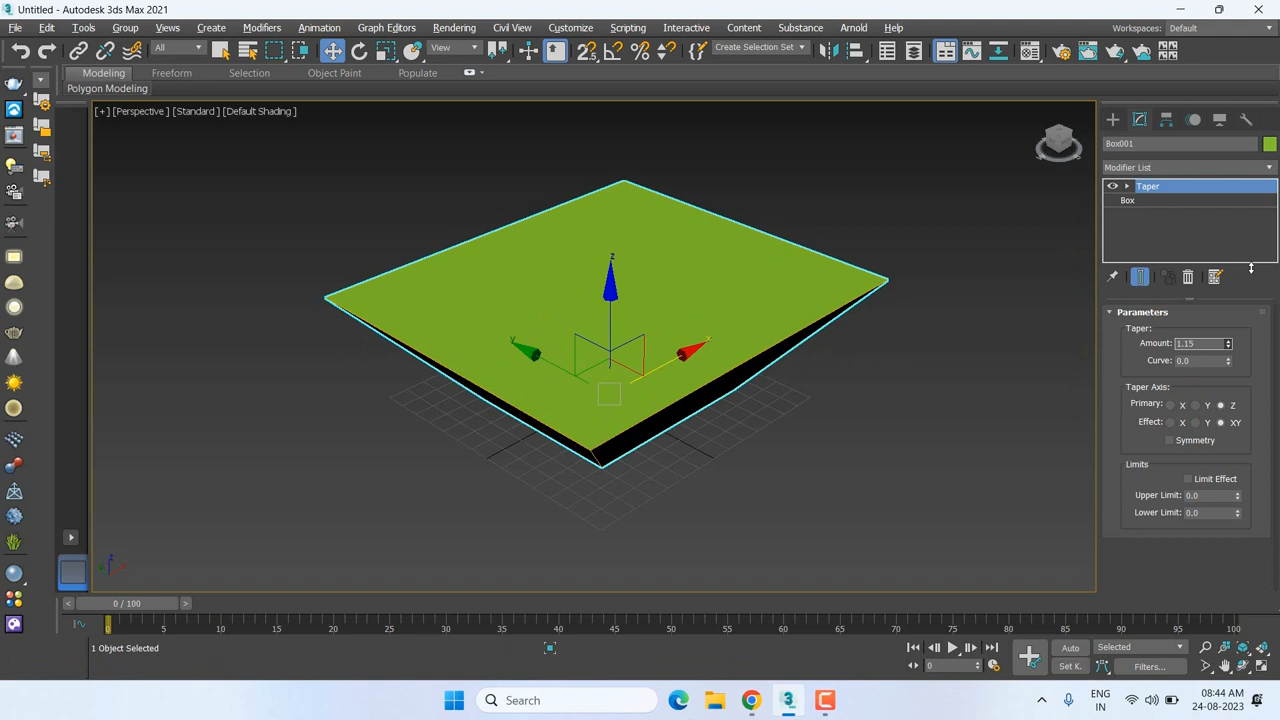 Untitled - Autodesk 3ds Max 2021
File Edit Tools Group Views Create Modifiers Animation Graph Editors Rendering Civil View Customize Scripting Interactive Content Substance Arnold Help Workspaces: Default
All View Create Selection Set
Modeling Freeform Selection Object Paint Populate
Polygon Modeling
[+] [Perspective] [Standard] [Default Shading]
Box001
Modifier List
Taper
Box
Parameters
Taper:
Amount: 1.15
Curve: 0.0
Taper Axis:
Primary: X Y Z
Effect: X Y XY
Symmetry
Limits
Limit Effect
Upper Limit: 0.0
Lower Limit: 0.0
z
y
x
< 0 / 100 >
0 5 10 15 20 25 30 35 40 45 50 55 60 65 70 75 80 85 90 95 100
1 Object Selected
Auto Selected
0 Set K. Filters...
Search
ENG
IN
08:44 AM
24-08-2023